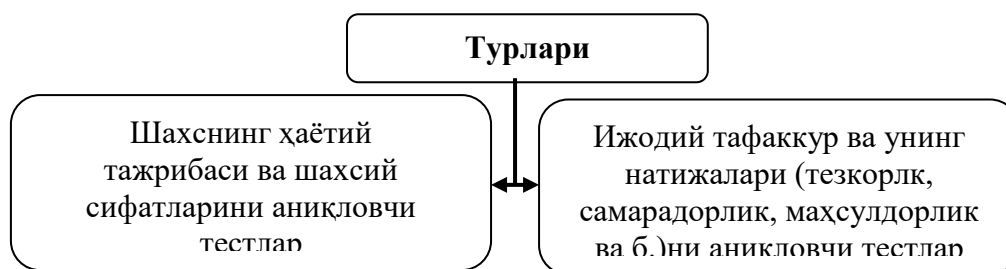 Турлари
Шахснинг ҳаётий
тажрибаси ва шахсий
сифатларини аниқловчи
тестлар
Ижодий тафаккур ва унинг
натижалари (тезкорлк,
самарадорлик, маҳсулдорлик
ва б.)ни аниқловчи тестлар